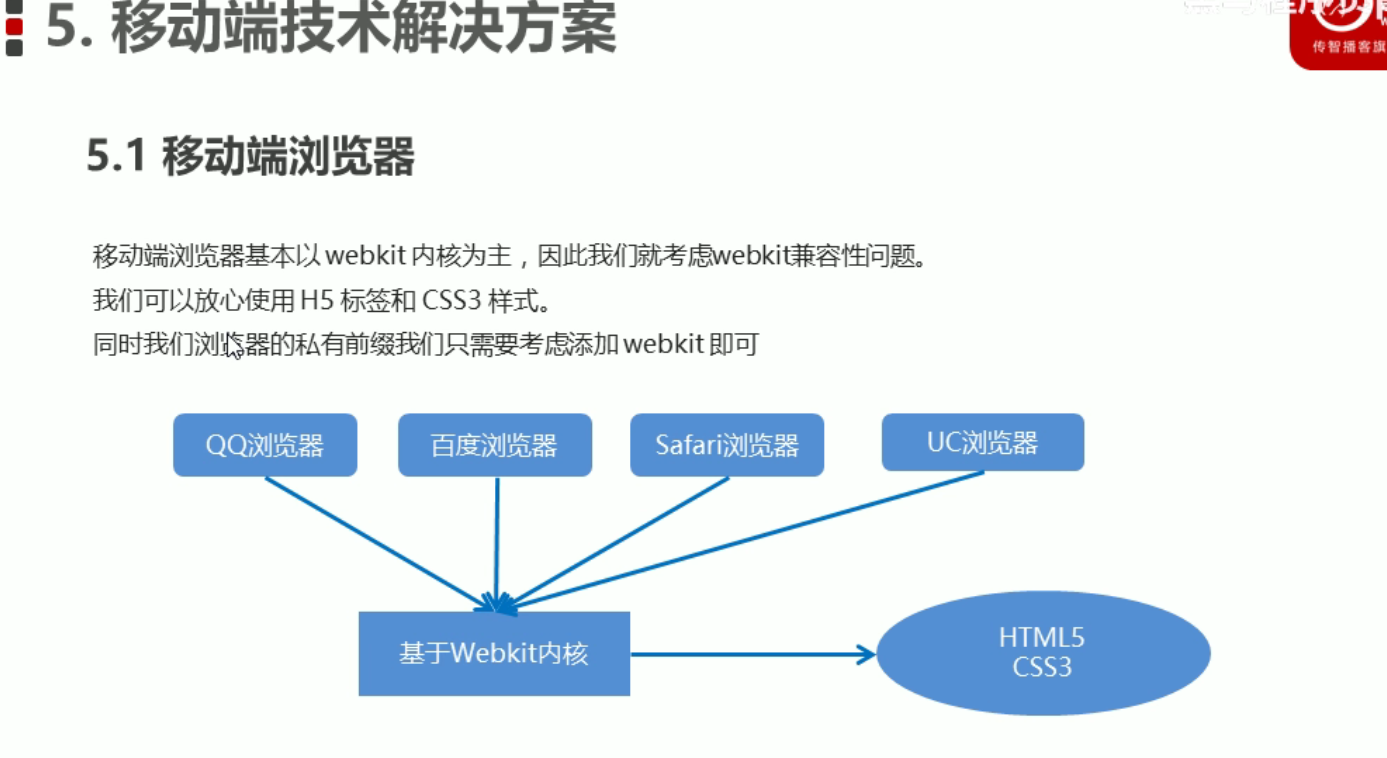 5. 移动端技术解决方案
传智播客旗
5.1 移动端浏览器
移动端浏览器基本以 webkit 内核为主，因此我们就考虑webkit兼容性问题。
我们可以放心使用 H5 标签和 CSS3 样式。
同时我们浏览器的私有前缀我们只需要考虑添加 webkit 即可
QQ浏览器
百度浏览器
Safari浏览器
UC浏览器
基于Webkit内核
HTML5
CSS3